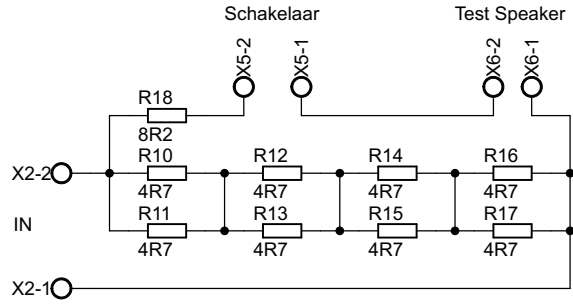 Schakelaar Test Speaker
X5-2 X5-1 X6-2 X6-1
R18
8R2
X2-2 R10 R12 R14 R16
4R7 4R7 4R7 4R7
IN R11 R13 R15 R17
4R7 4R7 4R7 4R7
X2-1